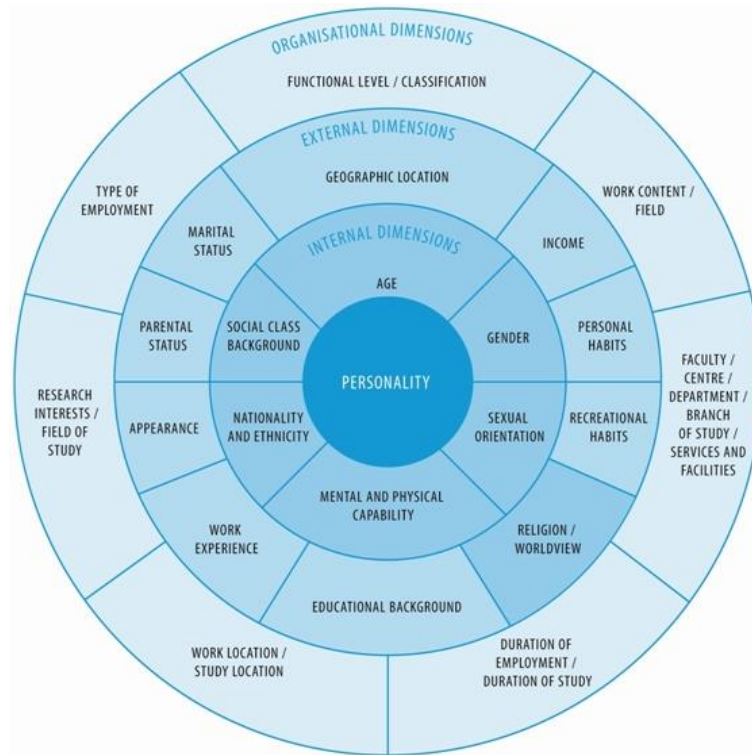 ORGANISED DIMENSIONS
FUNCTIONAL LEVEL / CLASSIFICATION
EXTERNAL DIMENSIONS
GEOGRAPHIC LOCATION
TYPE OF
EMPLOYMENT
WORK CONTENT /
FIELD
MARITAL
STATUS
INCOME
INTERNAL DIMENSIONS
AGE
PARENTAL
STATUS
SOCIAL CLASS
BACKGROUND
GENDER
PERSONAL
HABITS
PERSONALITY
RESEARCH
INTERESTS /
FIELD OF
STUDY
FACULTY /
CENTRE /
DEPARTMENT /
BRANCH
OF STUDY /
SERVICES AND
FACILITIES
APPEARANCE
NATIONALITY
AND ETHNICITY
SEXUAL
ORIENTATION
RECREATIONAL
HABITS
MENTAL AND PHYSICAL
CAPABILITY
WORK
EXPERIENCE
RELIGION /
WORLDVIEW
EDUCATIONAL BACKGROUND
WORK LOCATION /
STUDY LOCATION
DURATION OF
EMPLOYMENT /
DURATION OF STUDY